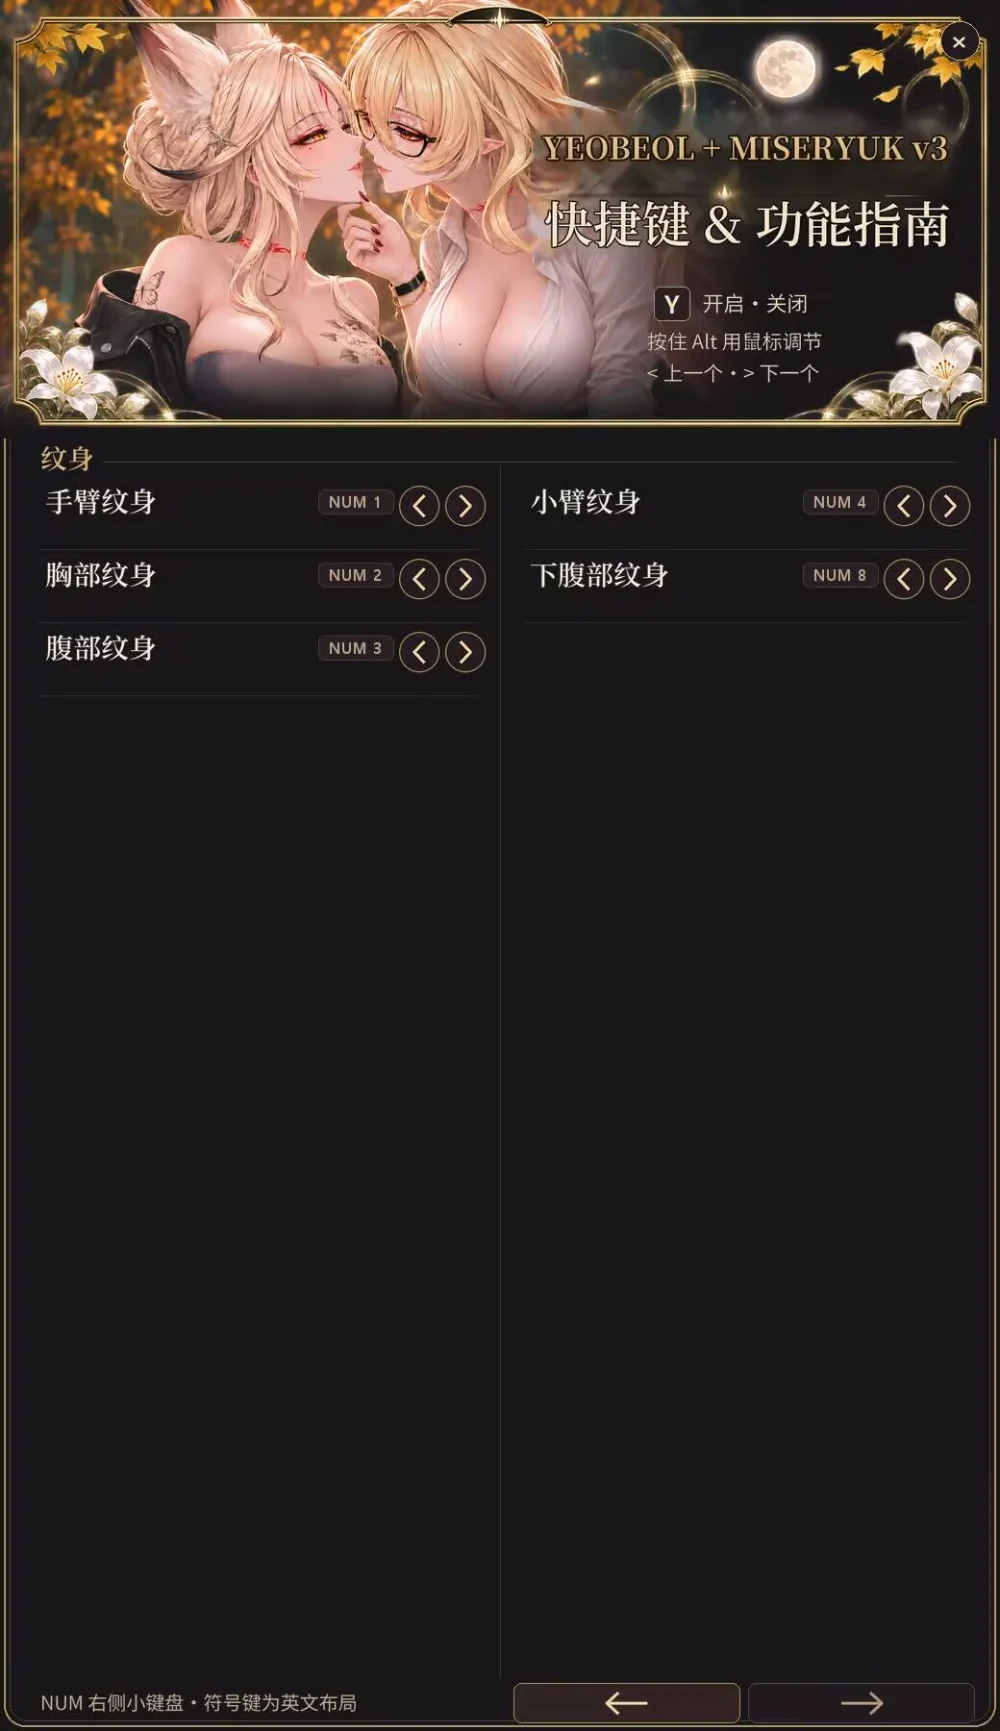 YEOBEOL + MISERYUK v3
快捷键 & 功能指南
Y 开启・关闭
按住 Alt 用鼠标调节
< 上一个・> 下一个
纹身
手臂纹身 NUM 1
小臂纹身 NUM 4
胸部纹身 NUM 2
下腹部纹身 NUM 8
腹部纹身 NUM 3
NUM 右侧小键盘・符号键为英文布局